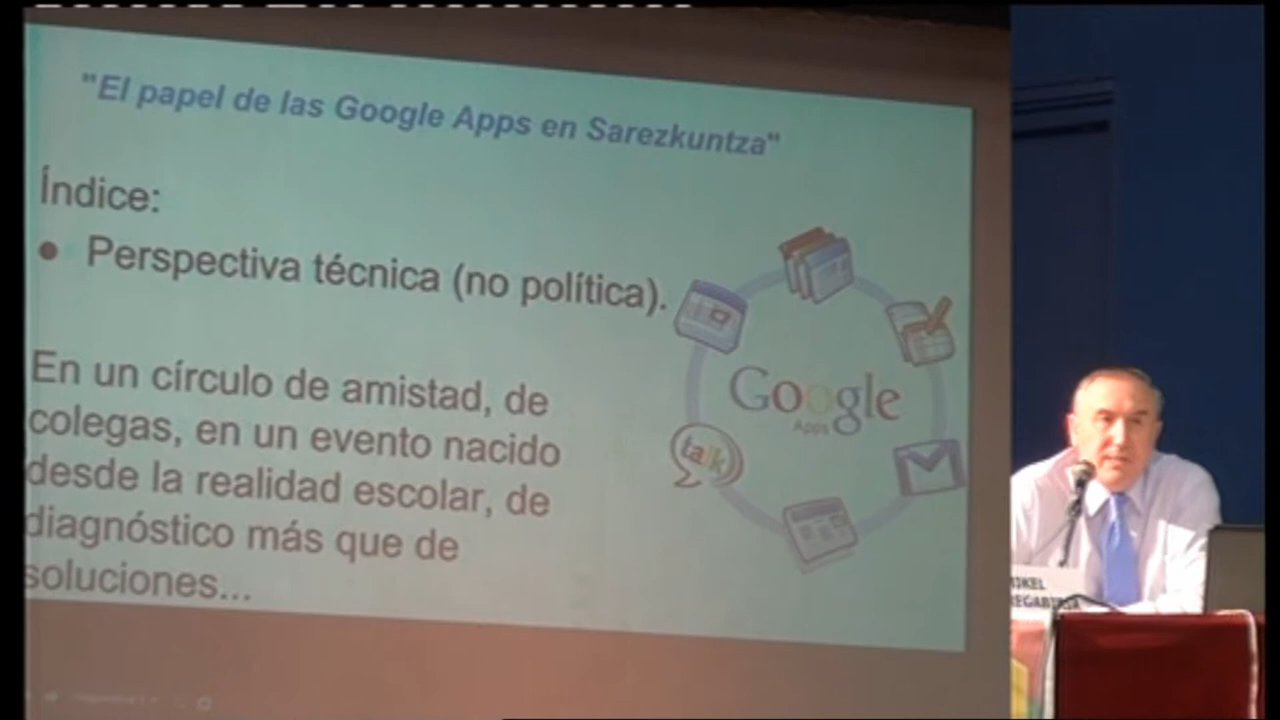 "El papel de las Google Apps en Sarezkuntza"
Índice:
● Perspectiva técnica (no política).
En un círculo de amistad, de
colegas, en un evento nacido
desde la realidad escolar, de
diagnóstico más que de
soluciones...
Google
Apps
talk